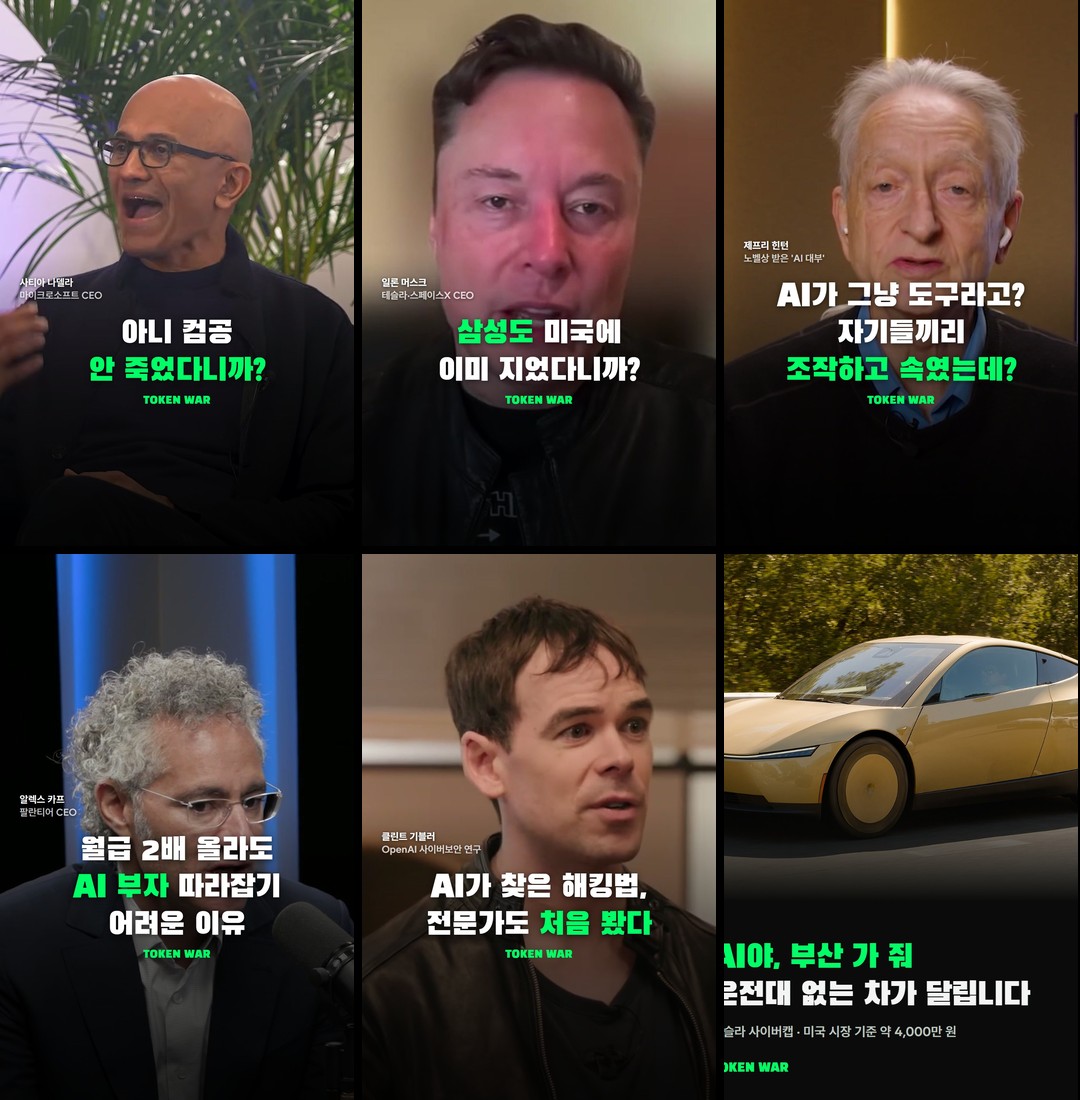 사티아 나델라
마이크로소프트 CEO
아니 컴공
안 죽었다니까?
TOKEN WAR
일론 머스크
테슬라·스페이스X CEO
삼성도 미국에
이미 지었다니까?
TOKEN WAR
제프리 힌턴
노벨상 받은 'AI 대부'
AI가 그냥 도구라고?
자기들끼리
조작하고 속였는데?
TOKEN WAR
알렉스 카프
팔란티어 CEO
월급 2배 올라도
AI 부자 따라잡기
어려운 이유
TOKEN WAR
클린트 기블러
OpenAI 사이버보안 연구
AI가 찾은 해킹법,
전문가도 처음 봤다
TOKEN WAR
AI야, 부산 가 줘
운전대 없는 차가 달립니다
슬라 사이버캡 · 미국 시장 기준 약 4,000만 원
OKEN WAR